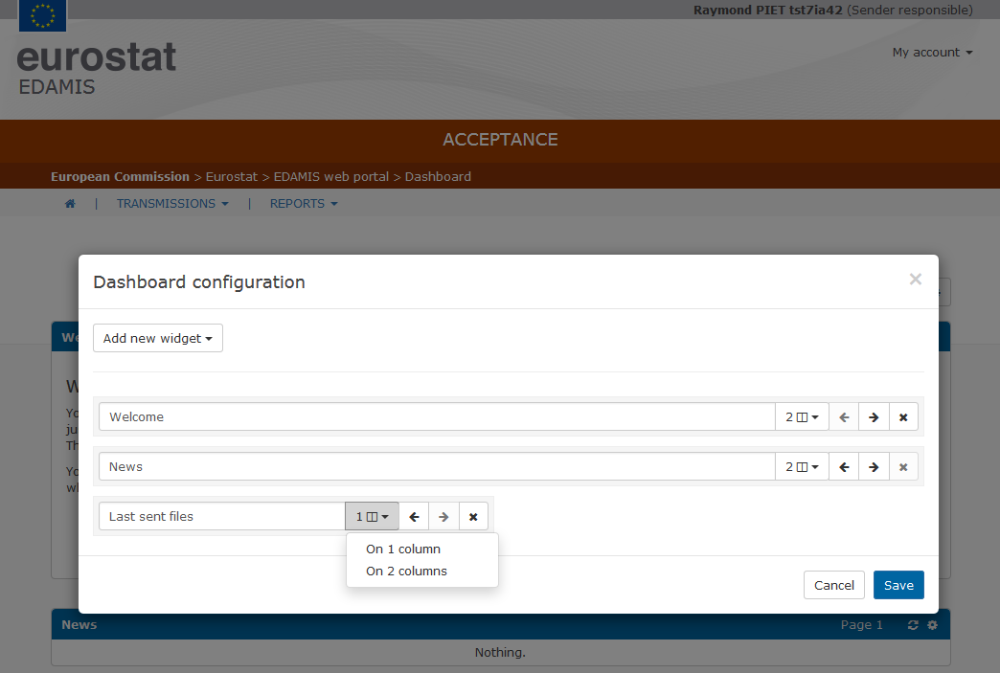 Raymond PIET tst7ia42 (Sender responsible)
eurostat
EDAMIS
My account
ACCEPTANCE
European Commission > Eurostat > EDAMIS web portal > Dashboard
| TRANSMISSIONS | REPORTS
Dashboard configuration
×
Add new widget
Welcome 2
News 2
Last sent files 1
On 1 column
On 2 columns
Cancel Save
News Page 1
Nothing.